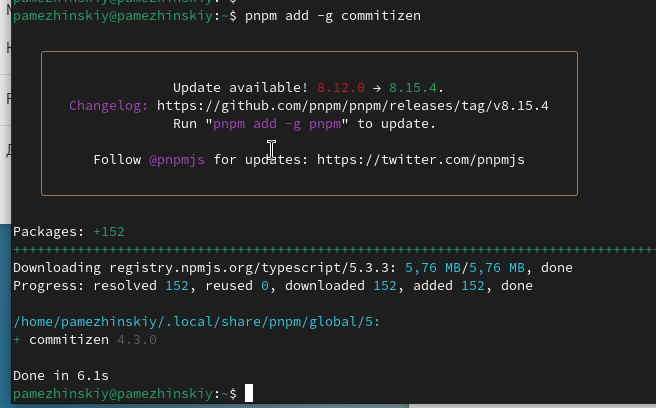 pamezhinskiy@pamezhinskiy:~$ pnpm add -g commitizen
Update available! 8.12.0 → 8.15.4.
Changelog: https://github.com/pnpm/pnpm/releases/tag/v8.15.4
Run "pnpm add -g pnpm" to update.
Follow @pnpmjs for updates: https://twitter.com/pnpmjs
Packages: +152
++++++++++++++++++++++++++++++++++++++++++++++++++++++++++++++++++++++++++++++++
Downloading registry.npmjs.org/typescript/5.3.3: 5,76 MB/5,76 MB, done
Progress: resolved 152, reused 0, downloaded 152, added 152, done
/home/pamezhinskiy/.local/share/pnpm/global/5:
+ commitizen 4.3.0
Done in 6.1s
pamezhinskiy@pamezhinskiy:~$